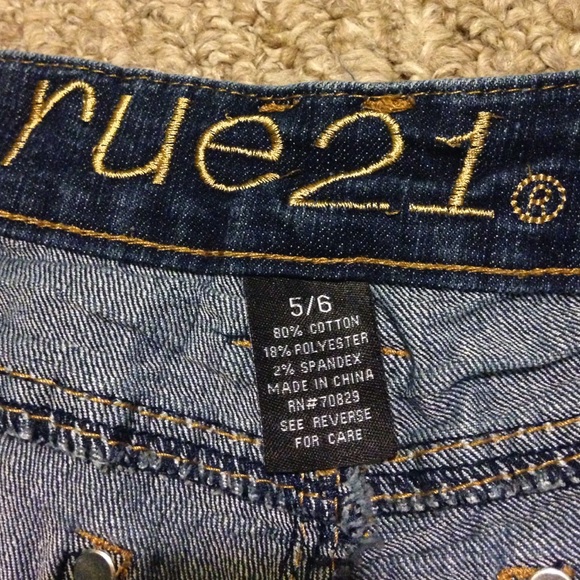 rue21®
5/6
80% COTTON
18% POLYESTER
2% SPANDEX
MADE IN CHINA
RN#70829
SEE REVERSE
FOR CARE